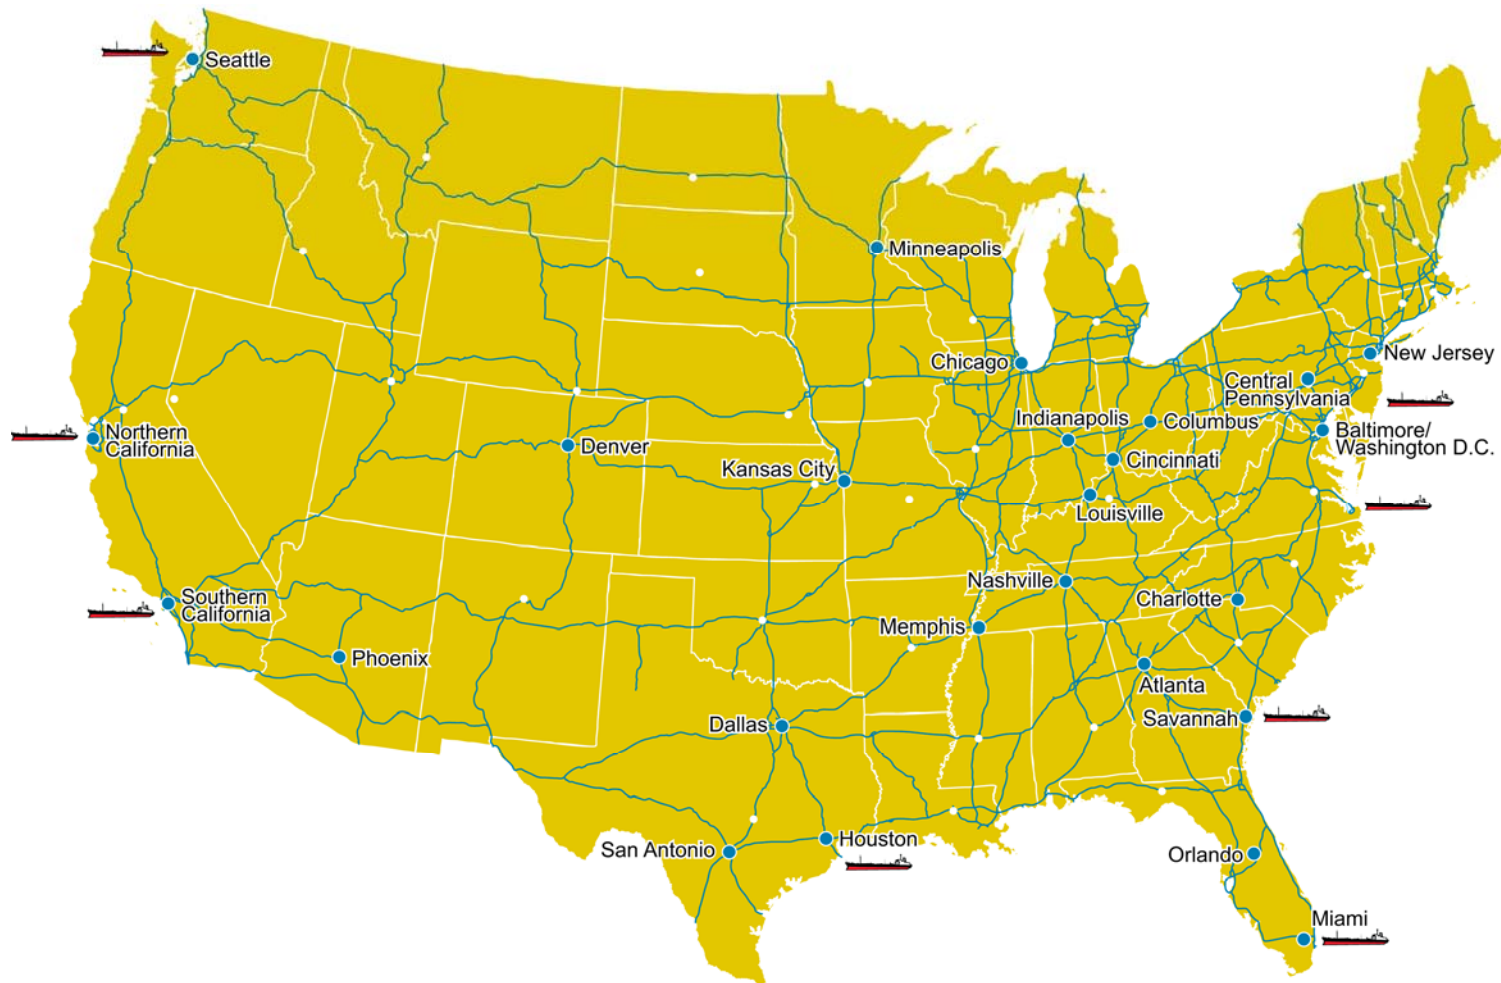 Seattle
Minneapolis
New Jersey
Chicago
Central
Pennsylvania
Indianapolis
Columbus
Baltimore/
Washington D.C.
Northern
California
Denver
Cincinnati
Kansas City
Louisville
Nashville
Southern
California
Charlotte
Memphis
Phoenix
Atlanta
Savannah
Dallas
Houston
San Antonio
Orlando
Miami